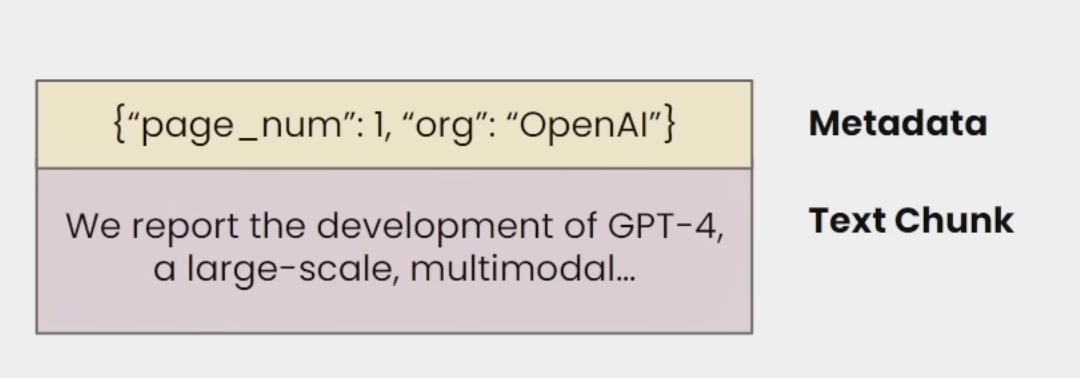 {“page_num”: 1, “org”: “OpenAI”}
Metadata
We report the development of GPT-4,
a large-scale, multimodal...
Text Chunk